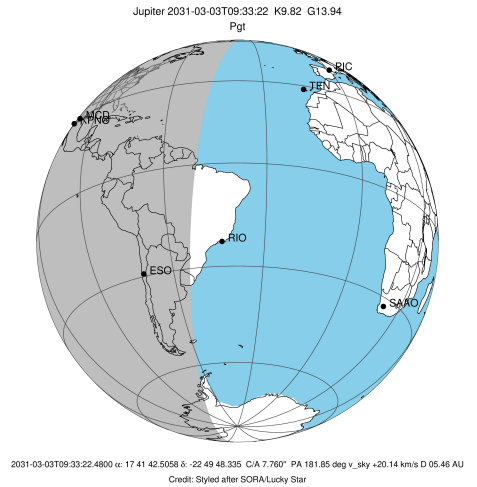 Jupiter 2031-03-03T09:33:22  K9.82  G13.94
Pgt
PIC
TEN
MCD
KPNO
RIO
ESO
SAAO
2031-03-03T09:33:22.4800 α: 17 41 42.5058 δ: -22 49 48.335  C/A 7.760"  PA 181.85 deg v_sky +20.14 km/s D 05.46 AU
Credit: Styled after SORA/Lucky Star